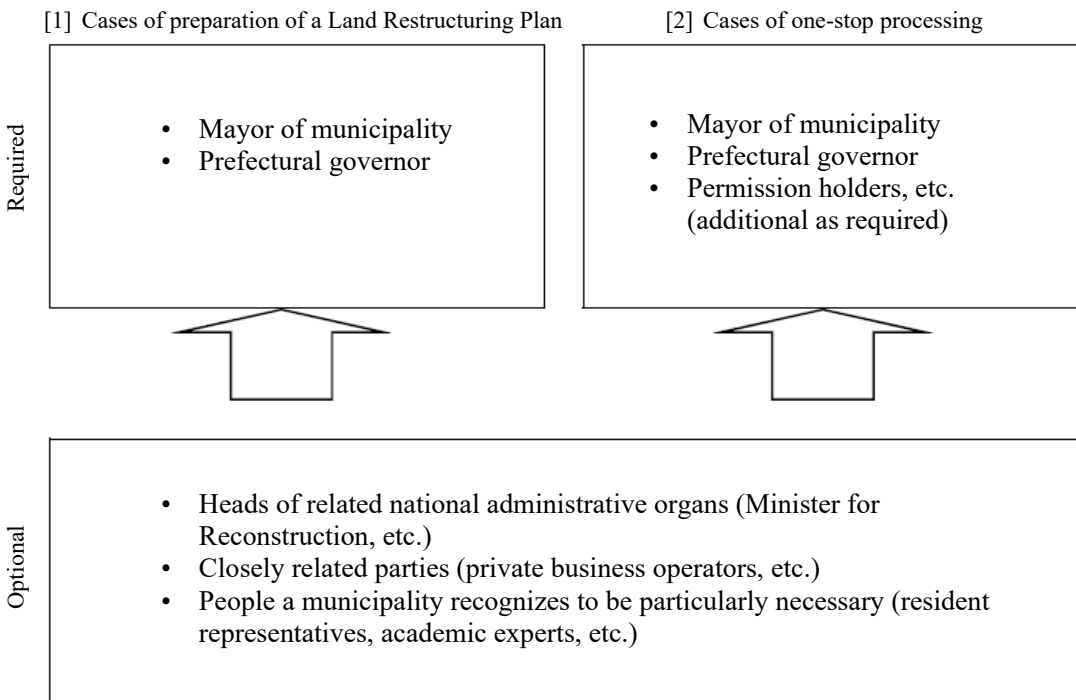 [1] Cases of preparation of a Land Restructuring Plan
[2] Cases of one-stop processing
Required
• Mayor of municipality
• Prefectural governor
• Mayor of municipality
• Prefectural governor
• Permission holders, etc.
(additional as required)
Optional
• Heads of related national administrative organs (Minister for
Reconstruction, etc.)
• Closely related parties (private business operators, etc.)
• People a municipality recognizes to be particularly necessary (resident
representatives, academic experts, etc.)